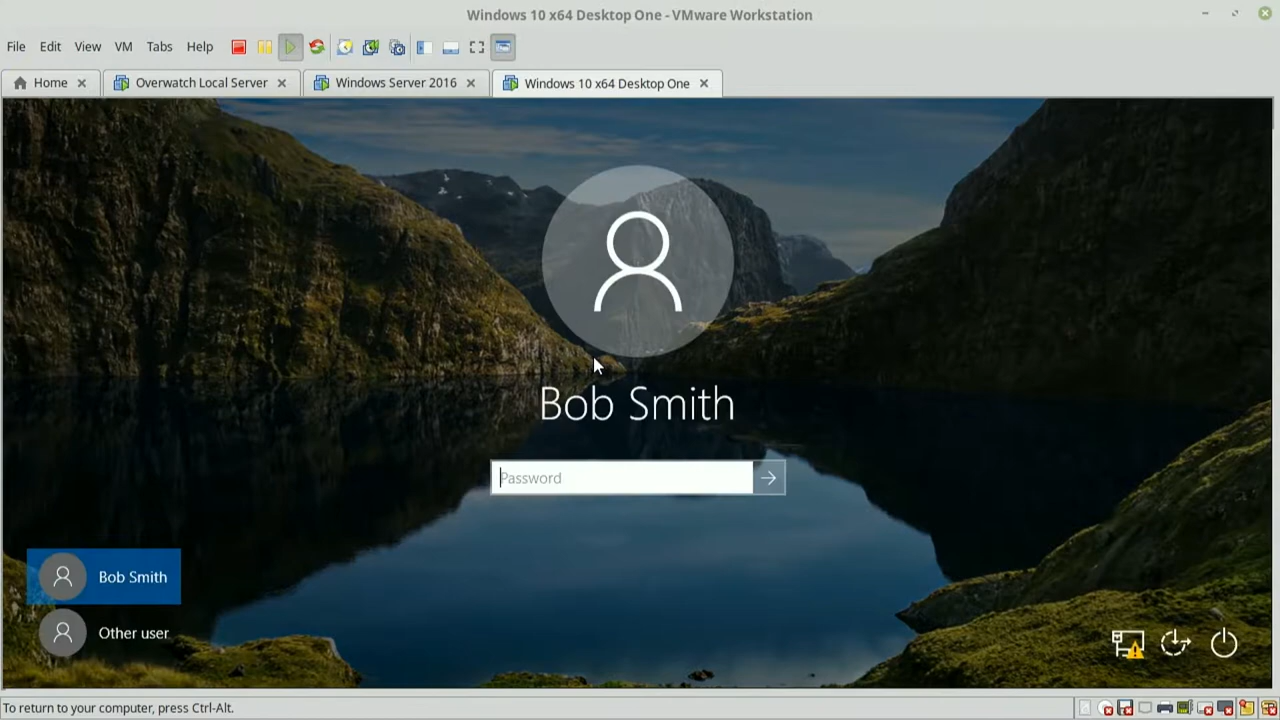 Windows 10 x64 Desktop One - VMware Workstation
File Edit View VM Tabs Help
Home Overwatch Local Server Windows Server 2016 Windows 10 x64 Desktop One
Bob Smith
Password
Bob Smith
Other user
To return to your computer, press Ctrl-Alt.